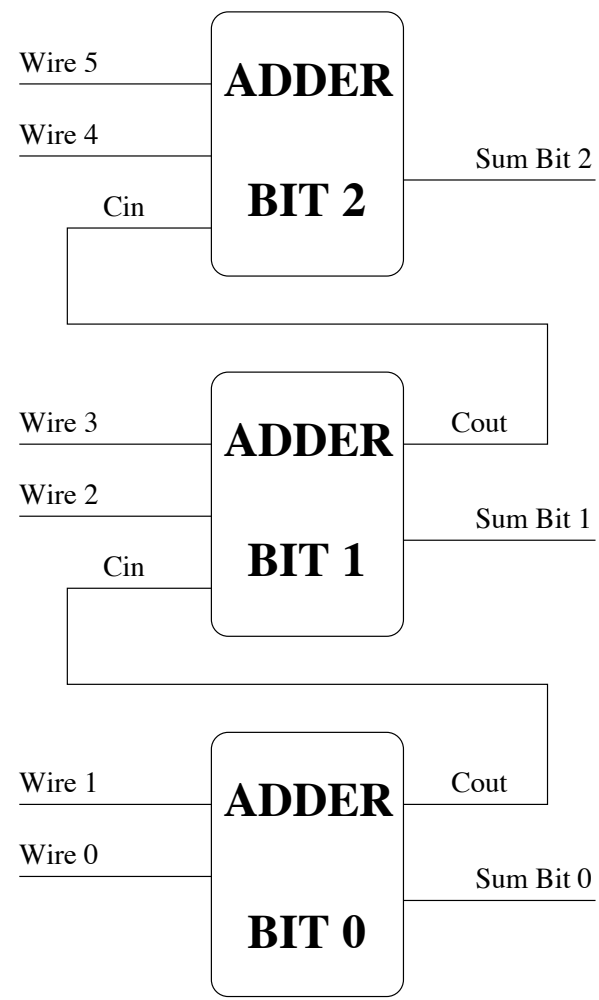 Wire 5
ADDER
Wire 4
Sum Bit 2
Cin
BIT 2
Wire 3
ADDER
Cout
Wire 2
Sum Bit 1
Cin
BIT 1
Wire 1
ADDER
Cout
Wire 0
Sum Bit 0
BIT 0